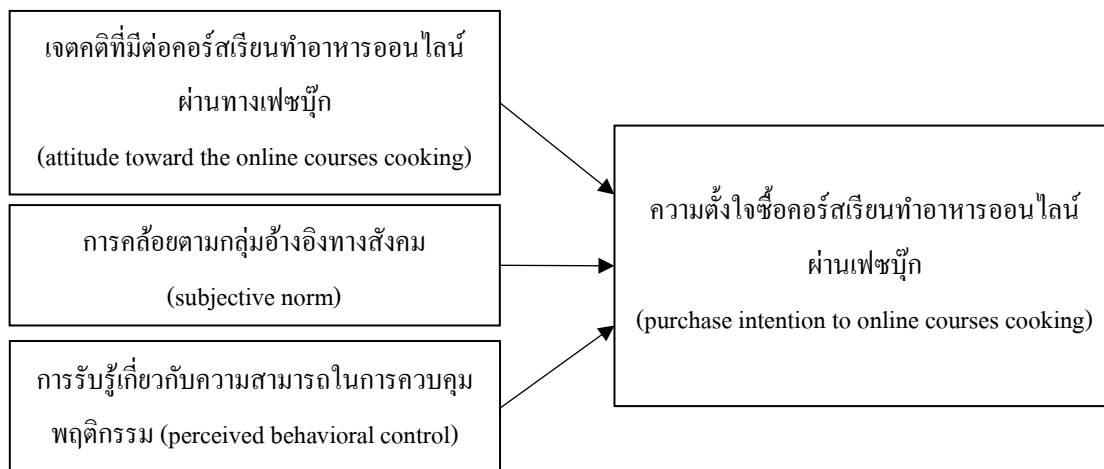 เจตคติที่มีต่อคอร์สเรียนทำอาหารออนไลน์
ผ่านทางเฟซบุ๊ก
(attitude toward the online courses cooking)
การคล้อยตามกลุ่มอ้างอิงทางสังคม
(subjective norm)
การรับรู้เกี่ยวกับความสามารถในการควบคุม
พฤติกรรม (perceived behavioral control)
ความตั้งใจซื้อคอร์สเรียนทำอาหารออนไลน์
ผ่านเฟซบุ๊ก
(purchase intention to online courses cooking)